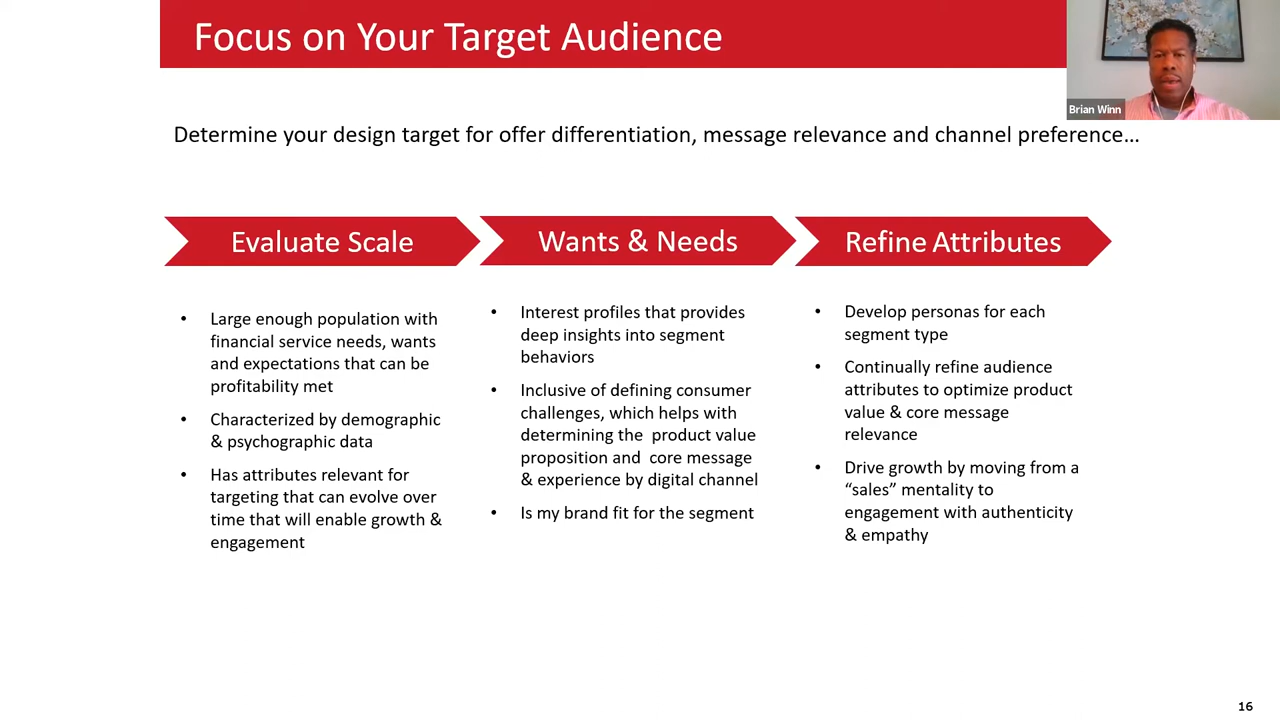 Focus on Your Target Audience
Brian Winn
Determine your design target for offer differentiation, message relevance and channel preference…
Evaluate Scale
Wants & Needs
Refine Attributes
• Large enough population with
financial service needs, wants
and expectations that can be
profitability met
• Characterized by demographic
& psychographic data
• Has attributes relevant for
targeting that can evolve over
time that will enable growth &
engagement
• Interest profiles that provides
deep insights into segment
behaviors
• Inclusive of defining consumer
challenges, which helps with
determining the product value
proposition and core message
& experience by digital channel
• Is my brand fit for the segment
• Develop personas for each
segment type
• Continually refine audience
attributes to optimize product
value & core message
relevance
• Drive growth by moving from a
“sales” mentality to
engagement with authenticity
& empathy
16